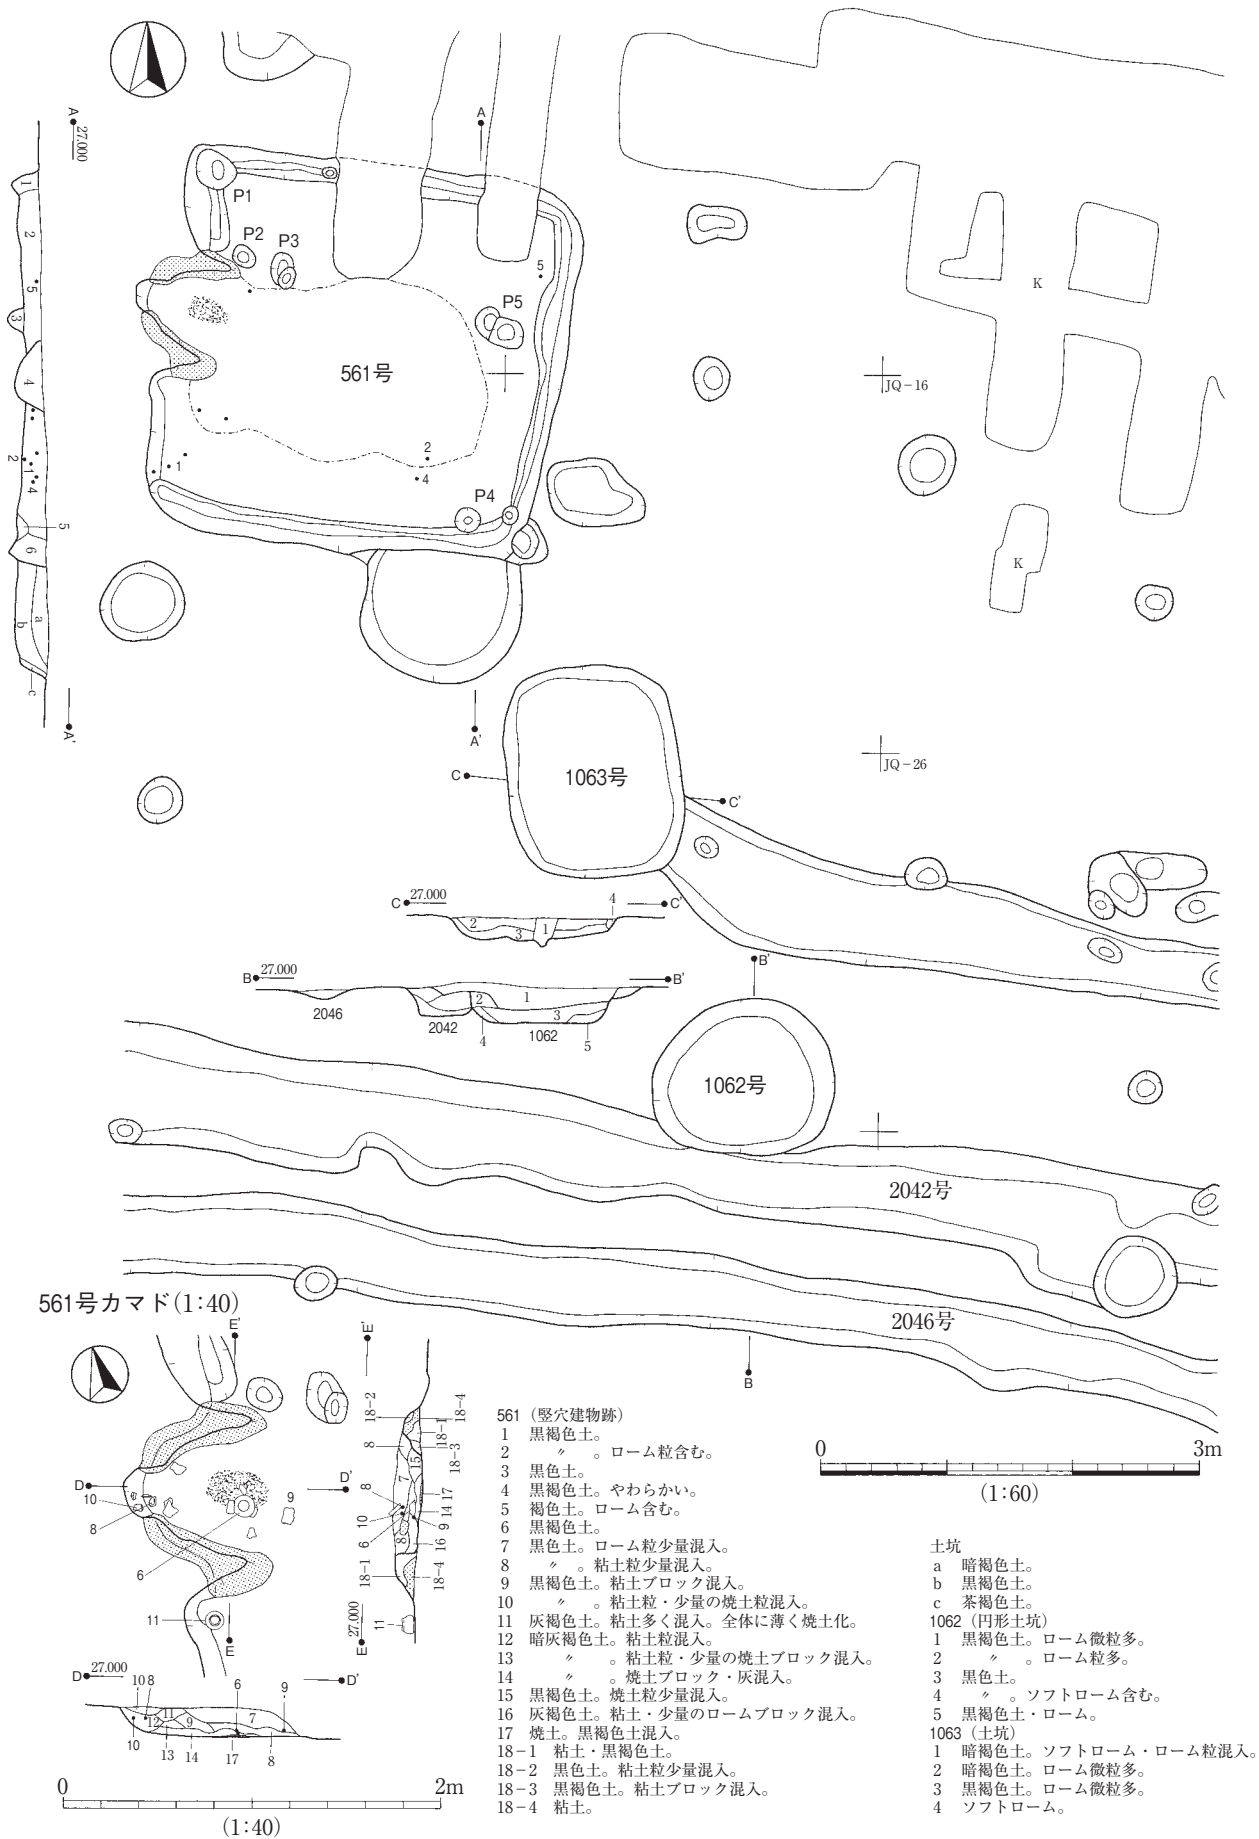 A
27.000
A
1
2
5
3
4
2
1
4
5
6
a
b
c
A'
P1
P2
P3
5
P5
561号
2
4
1
P4
A'
K
JQ-16
K
JQ-26
C
1063号
C'
C 27.000
4
C'
2
3
1
B 27.000
B'
B'
2046
2042
2
1
3
4
1062
5
1062号
2042号
2046号
B
561号カマド(1:40)
E'
E'
D
D'
10
8
9
6
11
E
18-2
18-4
18-1
8
18-3
15
7
8
17
14
10
9
6
8
16
18-1
18-4
27.000
11
E
D 27.000
D'
10 8
6
9
11
12
9
7
10
13
14
17
8
0
2m
(1:40)
0
3m
(1:60)
561（竪穴建物跡）
1 黒褐色土。
2 〃 。ローム粒含む。
3 黒色土。
4 黒褐色土。やわらかい。
5 褐色土。ローム含む。
6 黒褐色土。
7 黒色土。ローム粒少量混入。
8 〃 。粘土粒少量混入。
9 黒褐色土。粘土ブロック混入。
10 〃 。粘土粒・少量の焼土粒混入。
11 灰褐色土。粘土多く混入。全体に薄く焼土化。
12 暗灰褐色土。粘土粒混入。
13 〃 。粘土粒・少量の焼土ブロック混入。
14 〃 。焼土ブロック・灰混入。
15 黒褐色土。焼土粒少量混入。
16 灰褐色土。粘土・少量のロームブロック混入。
17 焼土。黒褐色土混入。
18-1 粘土・黒褐色土。
18-2 黒色土。粘土粒少量混入。
18-3 黒褐色土。粘土ブロック混入。
18-4 粘土。
土坑
a 暗褐色土。
b 黒褐色土。
c 茶褐色土。
1062（円形土坑）
1 黒褐色土。ローム微粒多。
2 〃 。ローム粒多。
3 黒色土。
4 〃 。ソフトローム含む。
5 黒褐色土・ローム。
1063（土坑）
1 暗褐色土。ソフトローム・ローム粒混入。
2 暗褐色土。ローム微粒多。
3 黒褐色土。ローム微粒多。
4 ソフトローム。